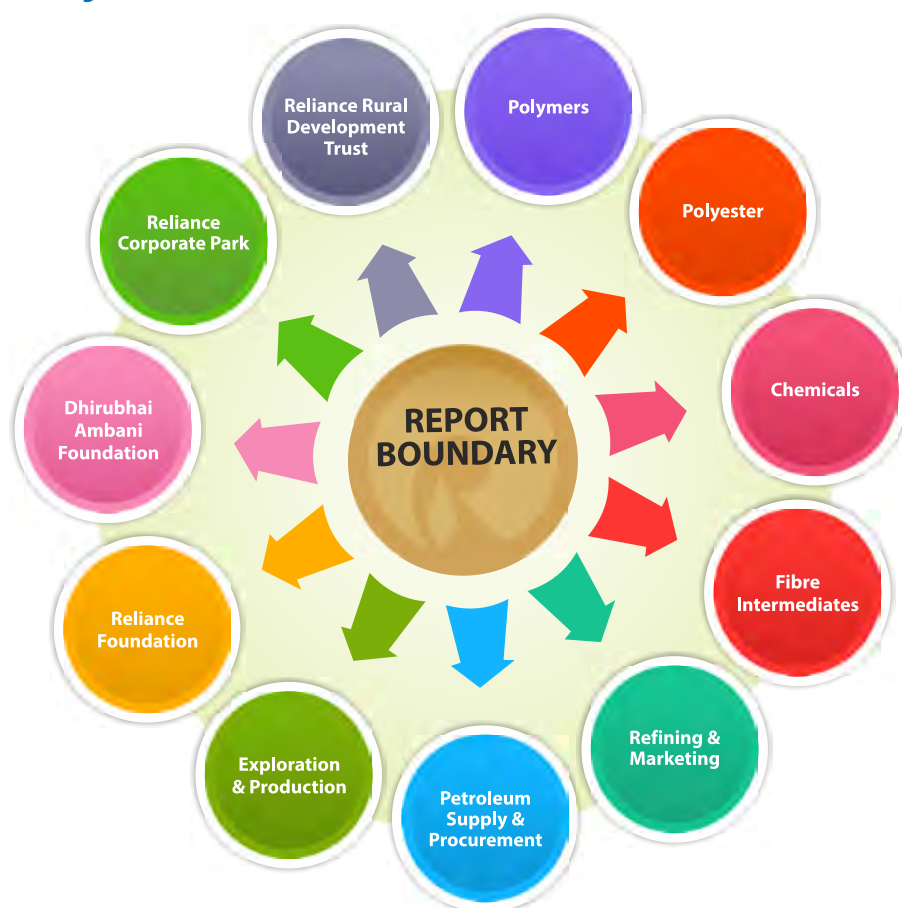 REPORT
BOUNDARY
Polymers
Polyester
Chemicals
Fibre
Intermediates
Refining &
Marketing
Petroleum
Supply &
Procurement
Exploration
& Production
Reliance
Foundation
Dhirubhai
Ambani
Foundation
Reliance
Corporate Park
Reliance Rural
Development
Trust